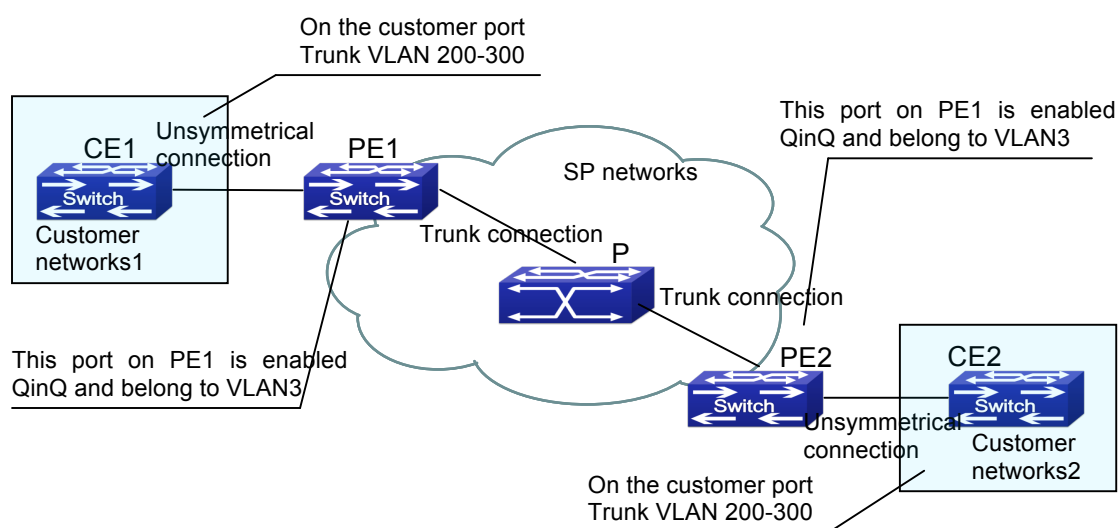 On the customer port
Trunk VLAN 200-300
This port on PE1 is enabled
QinQ and belong to VLAN3
Unsymmetrical
connection
CE1
PE1
SP networks
Switch
Switch
Customer
networks1
Trunk connection
P
Trunk connection
This port on PE1 is enabled
QinQ and belong to VLAN3
PE2
CE2
Switch
Switch
Unsymmetrical
connection
Customer
networks2
On the customer port
Trunk VLAN 200-300